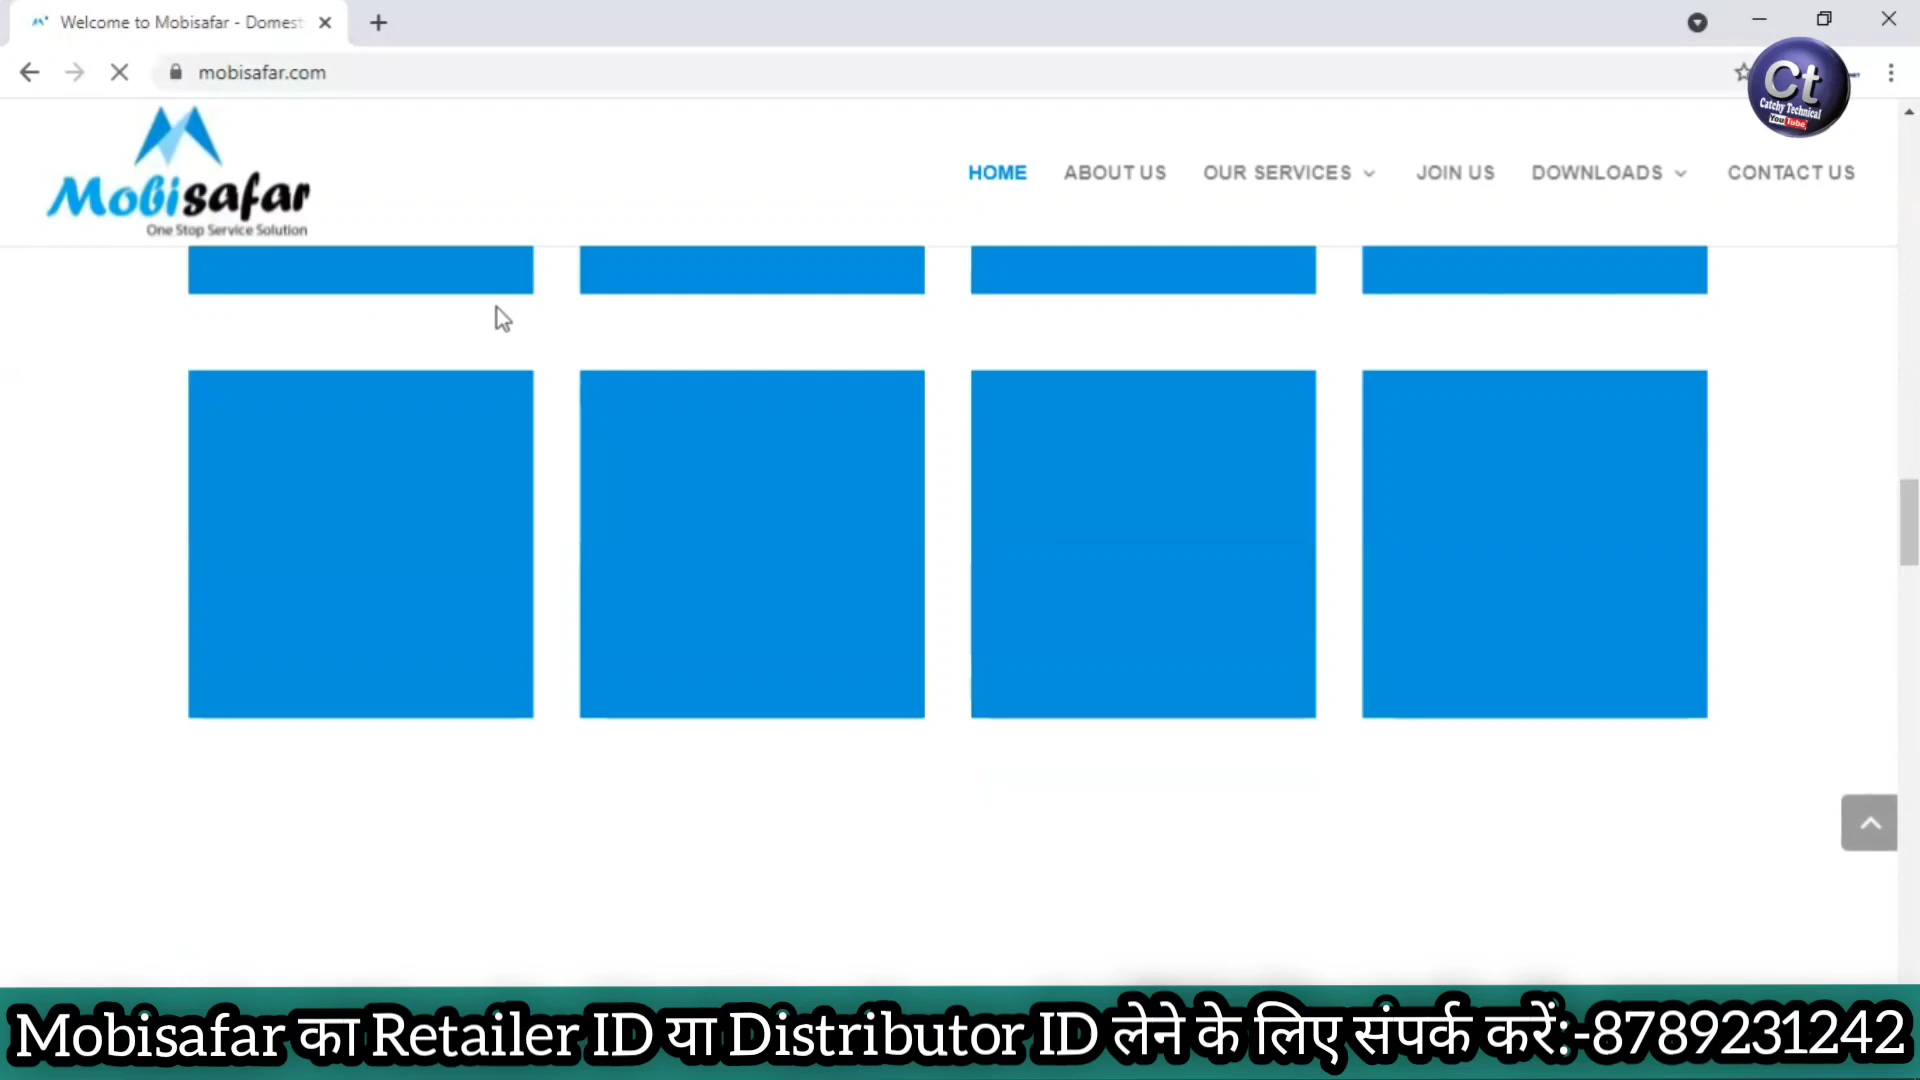 Welcome to Mobisafar - Domest
mobisafar.com
Ct
Catchy Technical
YouTube
Mobisafar
One Stop Service Solution
HOME ABOUT US OUR SERVICES JOIN US DOWNLOADS CONTACT US
Mobisafar का Retailer ID या Distributor ID लेने के लिए संपर्क करें:-8789231242